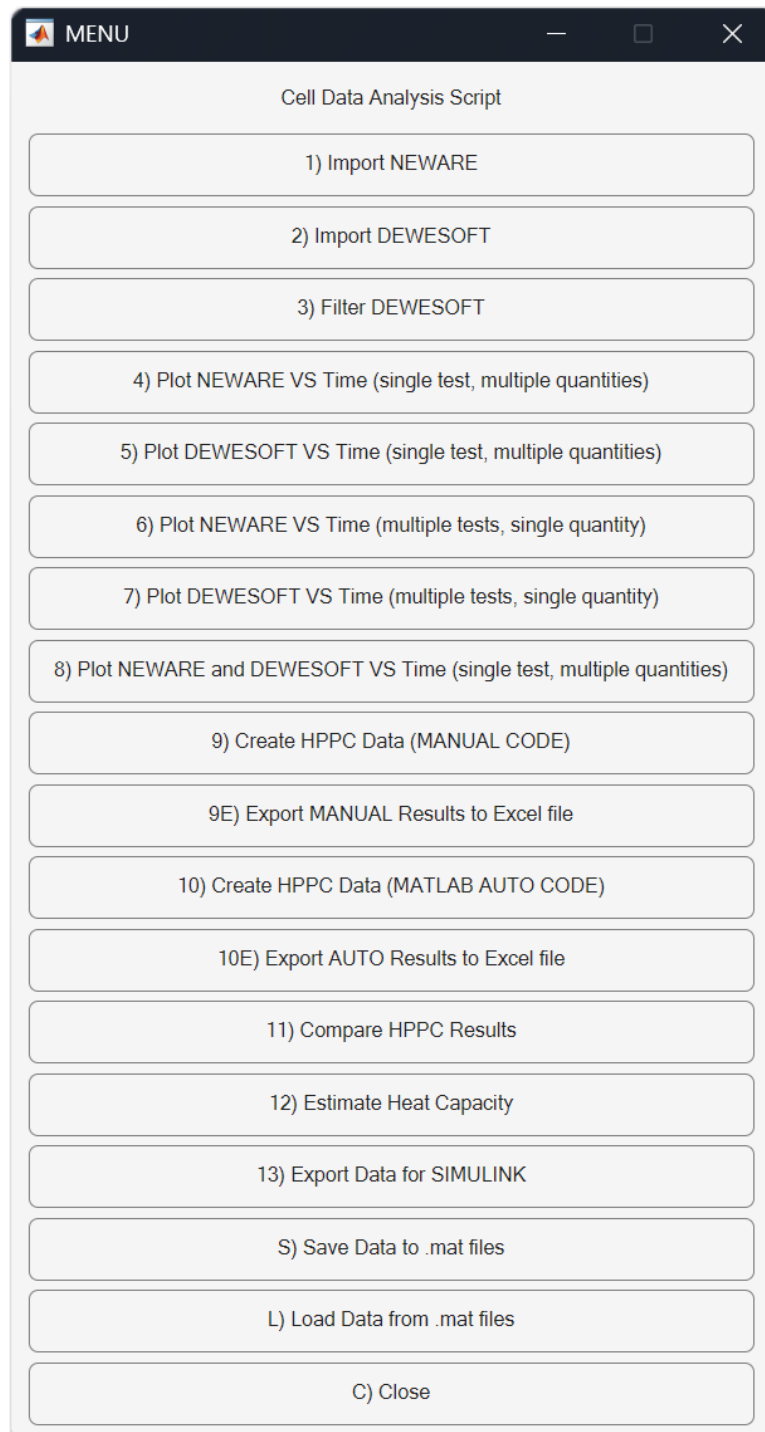 MENU
Cell Data Analysis Script
1) Import NEWARE
2) Import DEWESOFT
3) Filter DEWESOFT
4) Plot NEWARE VS Time (single test, multiple quantities)
5) Plot DEWESOFT VS Time (single test, multiple quantities)
6) Plot NEWARE VS Time (multiple tests, single quantity)
7) Plot DEWESOFT VS Time (multiple tests, single quantity)
8) Plot NEWARE and DEWESOFT VS Time (single test, multiple quantities)
9) Create HPPC Data (MANUAL CODE)
9E) Export MANUAL Results to Excel file
10) Create HPPC Data (MATLAB AUTO CODE)
10E) Export AUTO Results to Excel file
11) Compare HPPC Results
12) Estimate Heat Capacity
13) Export Data for SIMULINK
S) Save Data to .mat files
L) Load Data from .mat files
C) Close